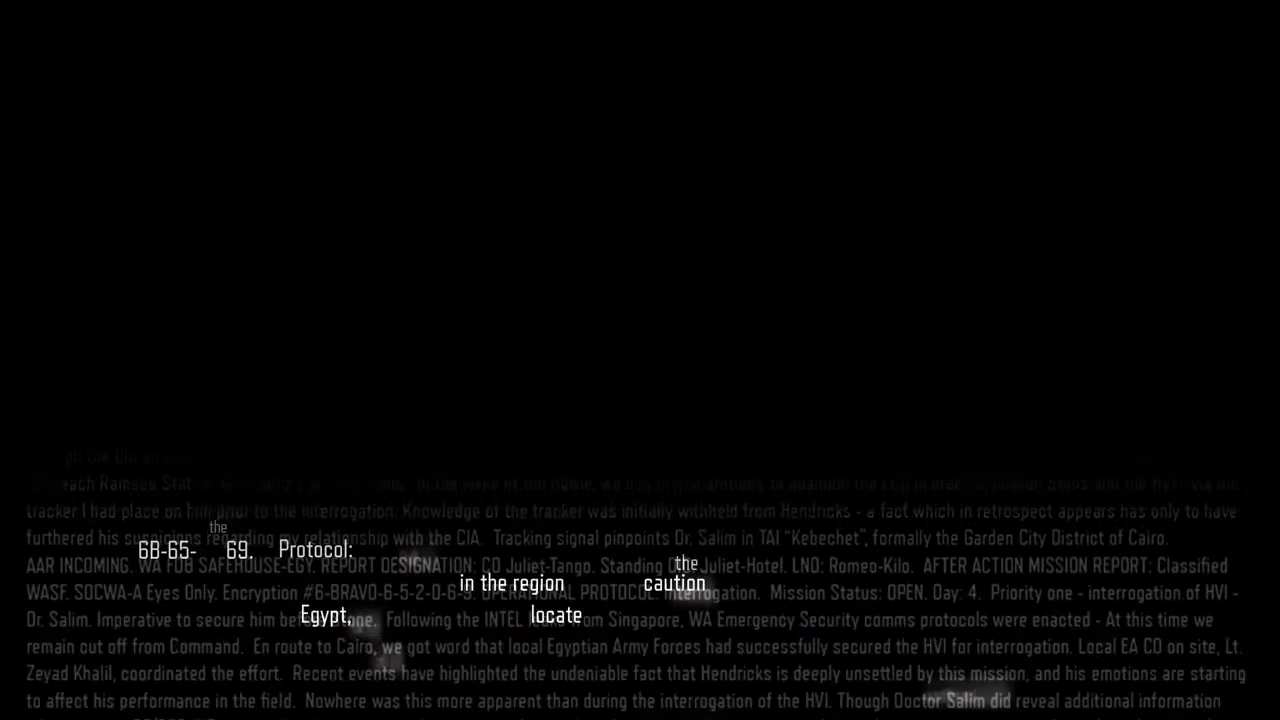 each Ramses Stat
tracker I had place on him prior to the interrogation. Knowledge of the tracker was initially withheld from Hendricks - a fact which in retrospect appears has only to have
the
furthered his suspicions regarding my relationship with the CIA. Tracking signal pinpoints Dr. Salim in TAI “Kebechet”, formally the Garden City District of Cairo.
6B-65- 69. Protocol:
the
AAR INCOMING. WA FOB SAFEHOUSE-EGY. REPORT DESIGNATION: CO Juliet-Tango. Standing Juliet-Hotel. LNO: Romeo-Kilo. AFTER ACTION MISSION REPORT: Classified
in the region caution
WASF. SOCWA-A Eyes Only. Encryption #6-BRAVO-6-5-2-0-6-9. OPERATIONAL PROTOCOL: Interrogation. Mission Status: OPEN. Day: 4. Priority one - interrogation of HVI -
Egypt, locate
Dr. Salim. Imperative to secure him Following the INTEL from Singapore, WA Emergency Security comms protocols were enacted - At this time we
remain cut off from Command. En route to Cairo, we got word that local Egyptian Army Forces had successfully secured the HVI for interrogation. Local EA CO on site, Lt.
Zeyad Khalil, coordinated the effort. Recent events have highlighted the undeniable fact that Hendricks is deeply unsettled by this mission, and his emotions are starting
to affect his performance in the field. Nowhere was this more apparent than during the interrogation of the HVI. Though Doctor Salim did reveal additional information